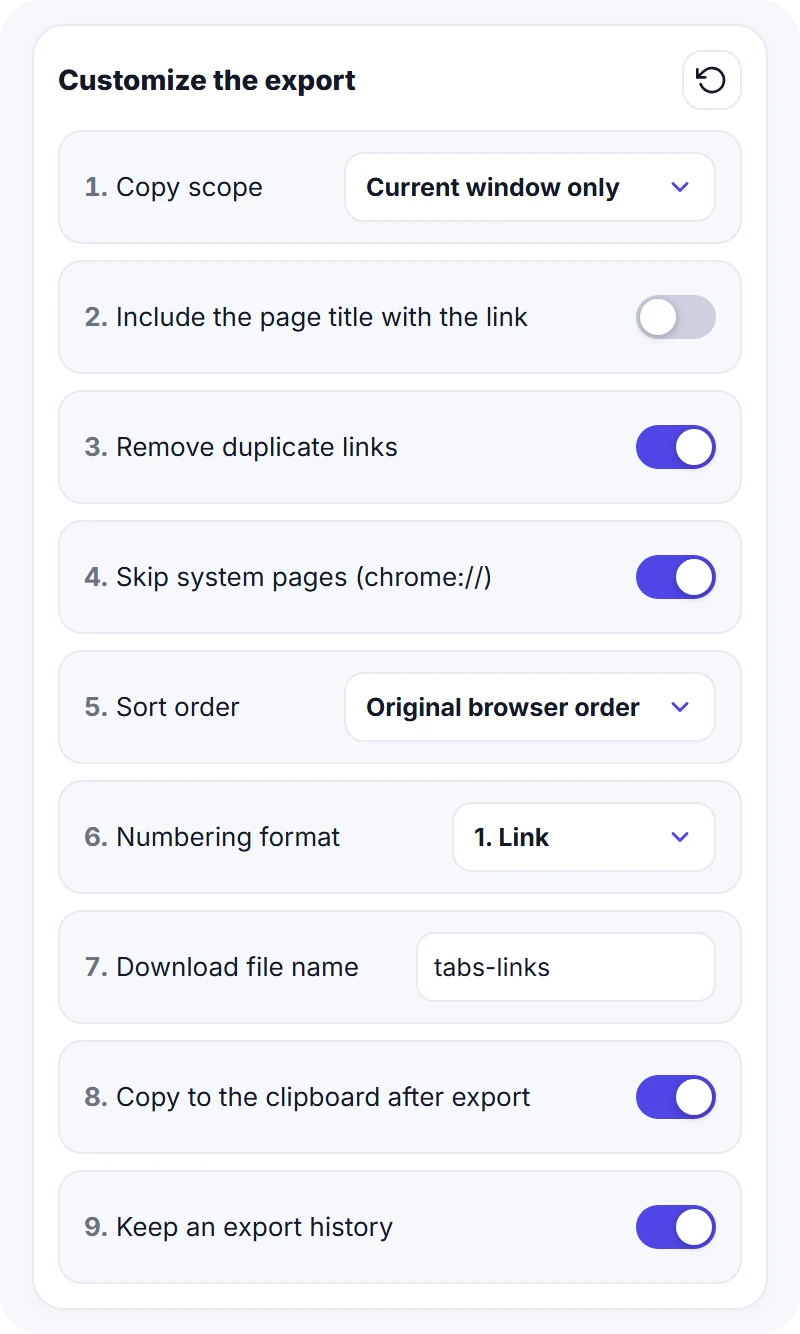 Customize the export
1. Copy scope Current window only
2. Include the page title with the link
3. Remove duplicate links
4. Skip system pages (chrome://)
5. Sort order Original browser order
6. Numbering format 1. Link
7. Download file name tabs-links
8. Copy to the clipboard after export
9. Keep an export history